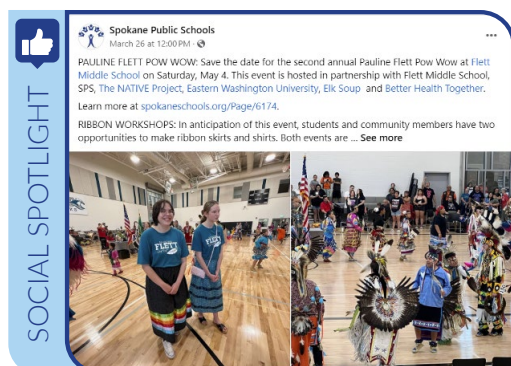 SOCIAL SPOTLIGHT
Spokane Public Schools
March 26 at 12:00 PM ·
PAULINE FLETT POW WOW: Save the date for the second annual Pauline Flett Pow Wow at Flett
Middle School on Saturday, May 4. This event is hosted in partnership with Flett Middle School,
SPS, The NATIVE Project, Eastern Washington University, Elk Soup and Better Health Together.
Learn more at spokaneschools.org/Page/6174.
RIBBON WORKSHOPS: In anticipation of this event, students and community members have two
opportunities to make ribbon skirts and shirts. Both events are ... See more
FLETT
FLETT